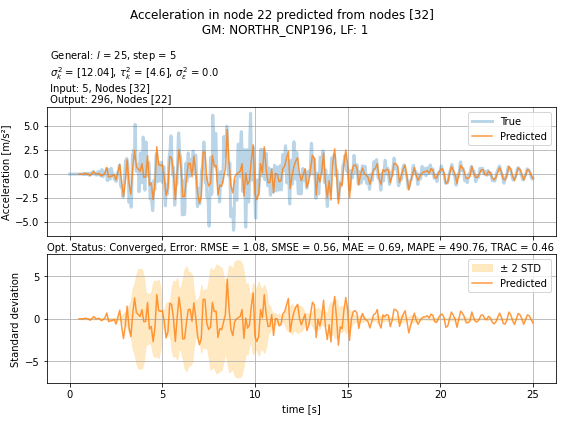 Acceleration in node 22 predicted from nodes [32]
GM: NORTHR_CNP196, LF: 1
General: l = 25, step = 5
σ²ₖ = [12.04], τ²ₖ = [4.6], σ²ε = 0.0
Input: 5, Nodes [32]
Output: 296, Nodes [22]
Acceleration [m/s²]
5.0
2.5
0.0
−2.5
−5.0
True
Predicted
Opt. Status: Converged, Error: RMSE = 1.08, SMSE = 0.56, MAE = 0.69, MAPE = 490.76, TRAC = 0.46
Standard deviation
5
0
−5
± 2 STD
Predicted
0 5 10 15 20 25
time [s]